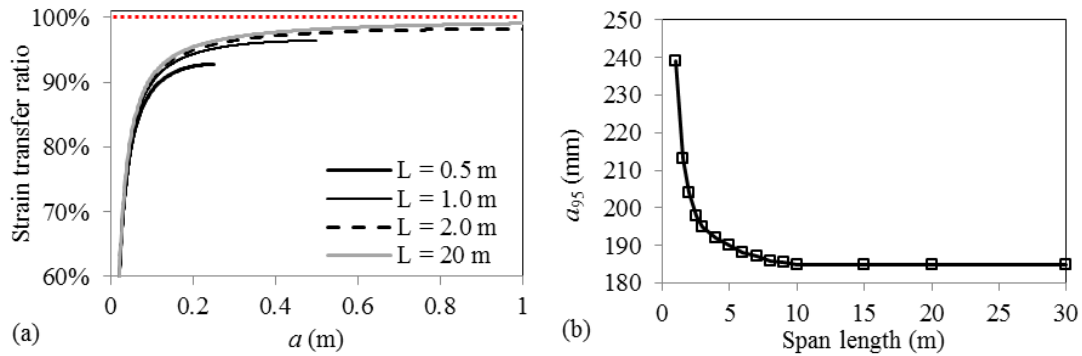 100%
90%
80%
70%
60%
Strain transfer ratio
0
0.2
0.4
0.6
0.8
1
a (m)
L = 0.5 m
L = 1.0 m
L = 2.0 m
L = 20 m
(a)
250
240
230
220
210
200
190
180
a95 (mm)
0
5
10
15
20
25
30
Span length (m)
(b)